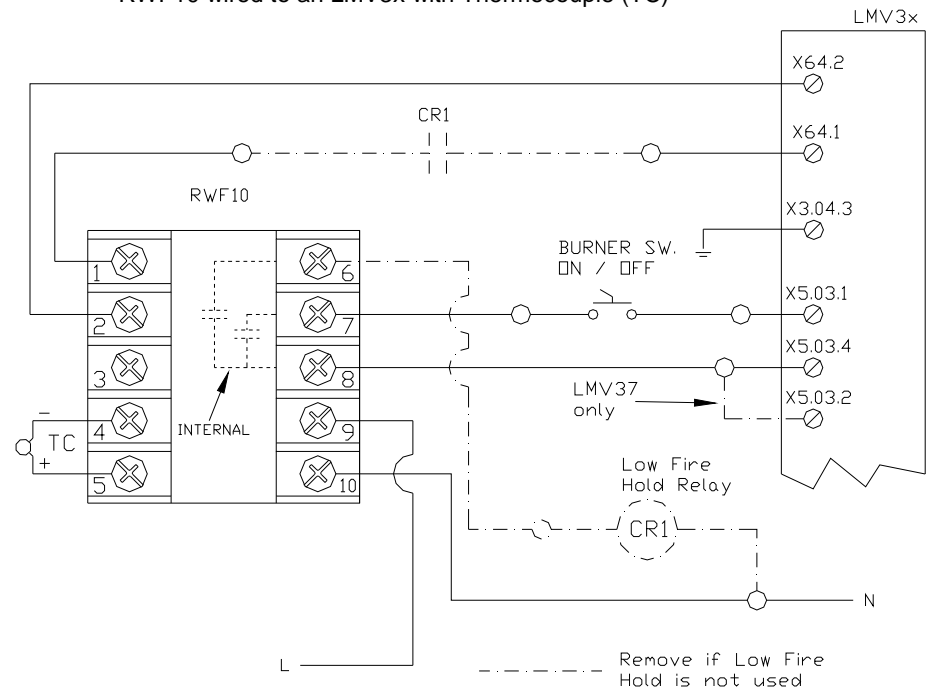 RWF10 wired to an LMV3x with Thermocouple (TC)
LMV3x
X64.2
CR1
X64.1
RWF10
X3.04.3
BURNER SW.
ON / OFF
1
6
X5.03.1
2
7
X5.03.4
3
8
LMV37
only
X5.03.2
-
TC
4
INTERNAL
9
+
5
10
Low Fire
Hold Relay
CR1
N
L
Remove if Low Fire
Hold is not used